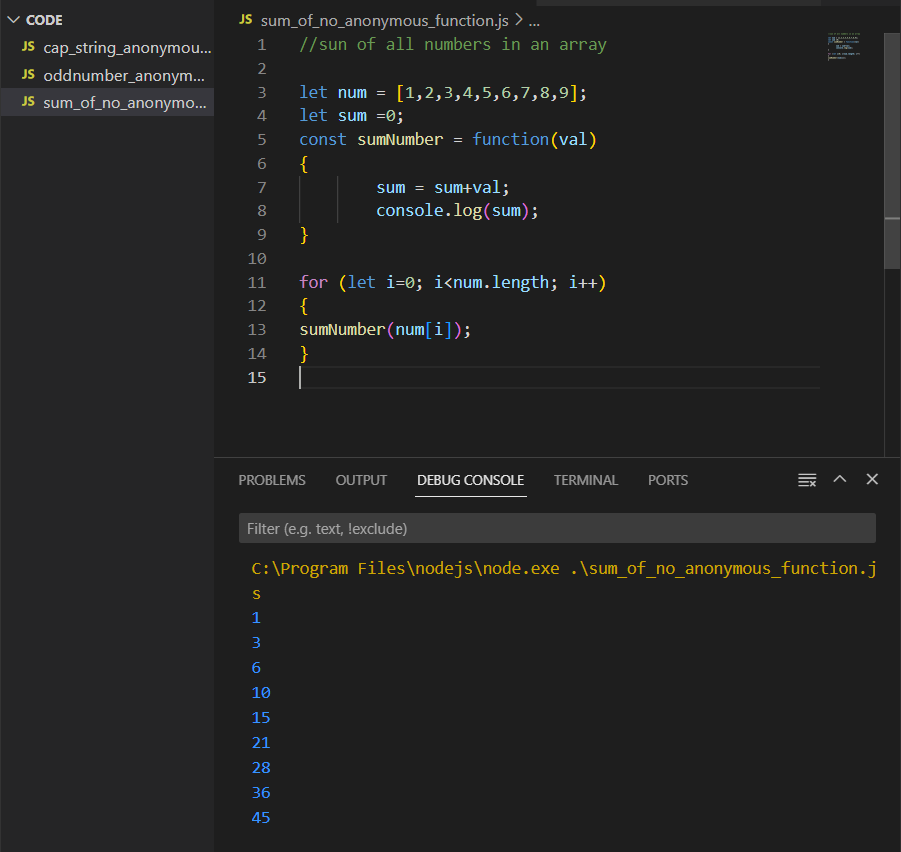 CODE
JS cap_string_anonymou...
JS oddnumber_anonym...
JS sum_of_no_anonymo...
JS sum_of_no_anonymous_function.js > ...
1 //sun of all numbers in an array
2
3 let num = [1,2,3,4,5,6,7,8,9];
4 let sum =0;
5 const sumNumber = function(val)
6 {
7 sum = sum+val;
8 console.log(sum);
9 }
10
11 for (let i=0; i<num.length; i++)
12 {
13 sumNumber(num[i]);
14 }
15
PROBLEMS OUTPUT DEBUG CONSOLE TERMINAL PORTS
Filter (e.g. text, !exclude)
C:\Program Files\nodejs\node.exe .\sum_of_no_anonymous_function.j
s
1
3
6
10
15
21
28
36
45